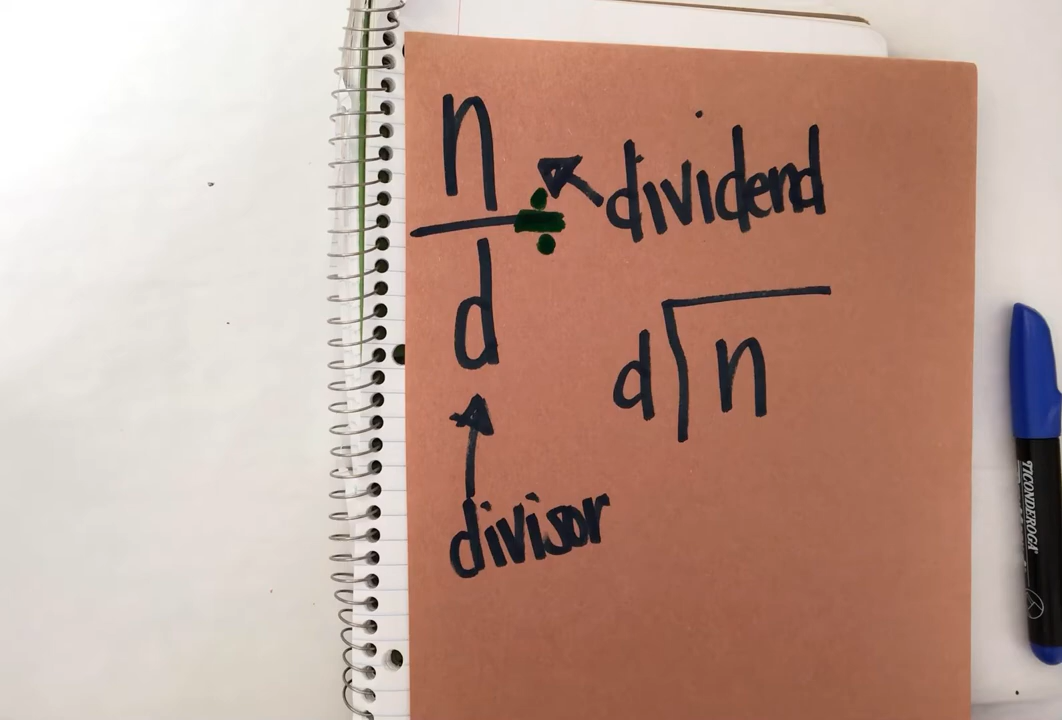 n
÷ dividend
d
d⟌n
divisor
TICONDEROGA